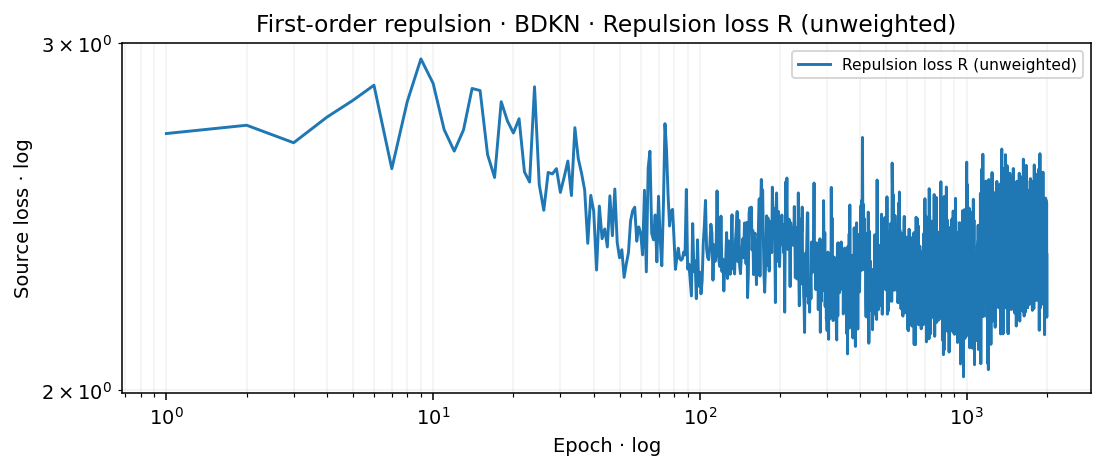 First-order repulsion · BDKN · Repulsion loss R (unweighted)
3 × 10⁰
Repulsion loss R (unweighted)
Source loss · log
2 × 10⁰
10⁰ 10¹ 10² 10³
Epoch · log